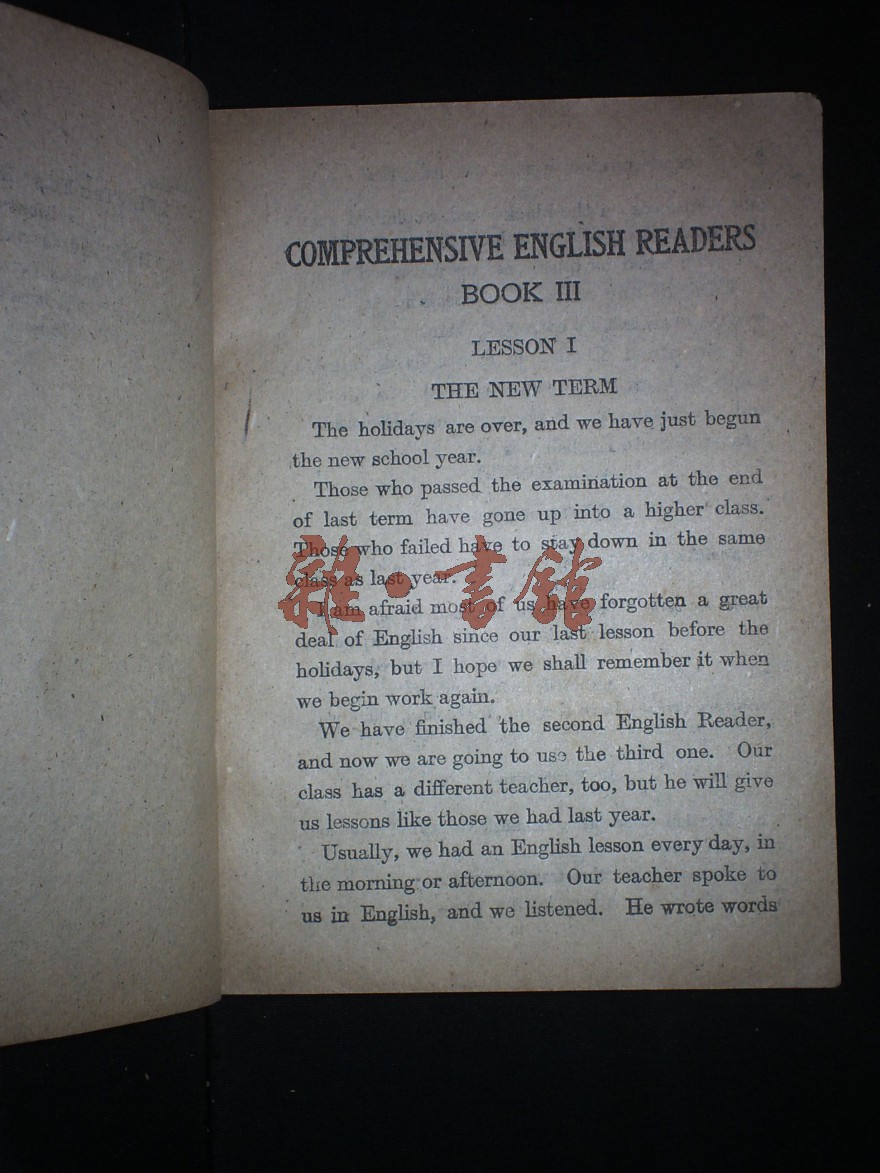 COMPREHENSIVE ENGLISH READERS
BOOK III
LESSON I
THE NEW TERM
The holidays are over, and we have just begun
the new school year.
Those who passed the examination at the end
of last term have gone up into a higher class.
Those who failed have to stay down in the same
class as last year.
I am afraid most of us have forgotten a great
deal of English since our last lesson before the
holidays, but I hope we shall remember it when
we begin work again.
We have finished the second English Reader,
and now we are going to use the third one. Our
class has a different teacher, too, but he will give
us lessons like those we had last year.
Usually, we had an English lesson every day, in
the morning or afternoon. Our teacher spoke to
us in English, and we listened. He wrote words
雜·書館